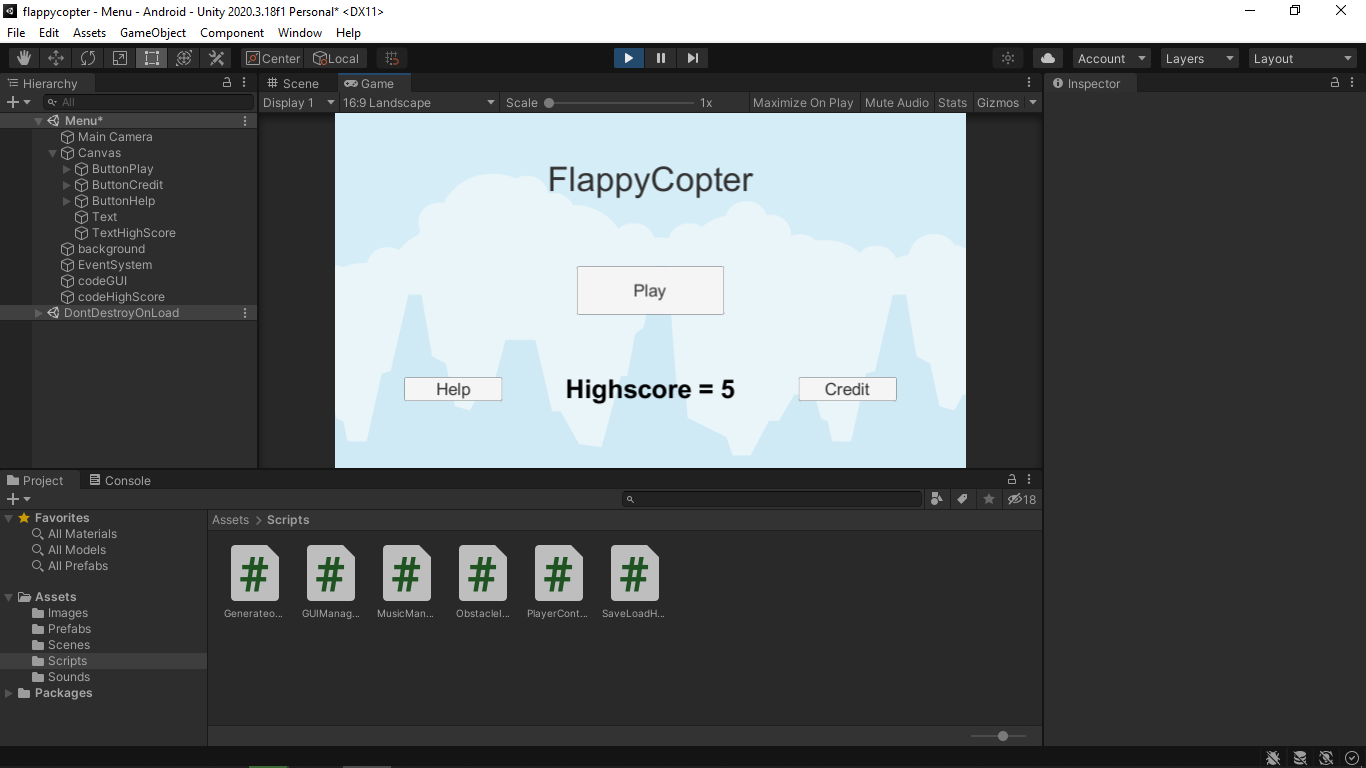 flappycopter - Menu - Android - Unity 2020.3.18f1 Personal* <DX11>
File Edit Assets GameObject Component Window Help
Center Local Account Layers Layout
Hierarchy
All
Menu*
Main Camera
Canvas
ButtonPlay
ButtonCredit
ButtonHelp
Text
TextHighScore
background
EventSystem
codeGUI
codeHighScore
DontDestroyOnLoad
Scene Game
Display 1 16:9 Landscape Scale 1x Maximize On Play Mute Audio Stats Gizmos
FlappyCopter
Play
Help Highscore = 5 Credit
Inspector
Project Console
18
Favorites
All Materials
All Models
All Prefabs
Assets
Images
Prefabs
Scenes
Scripts
Sounds
Packages
Assets > Scripts
Generateo... GUIManag... MusicMan... ObstacleI... PlayerCont... SaveLoadH...